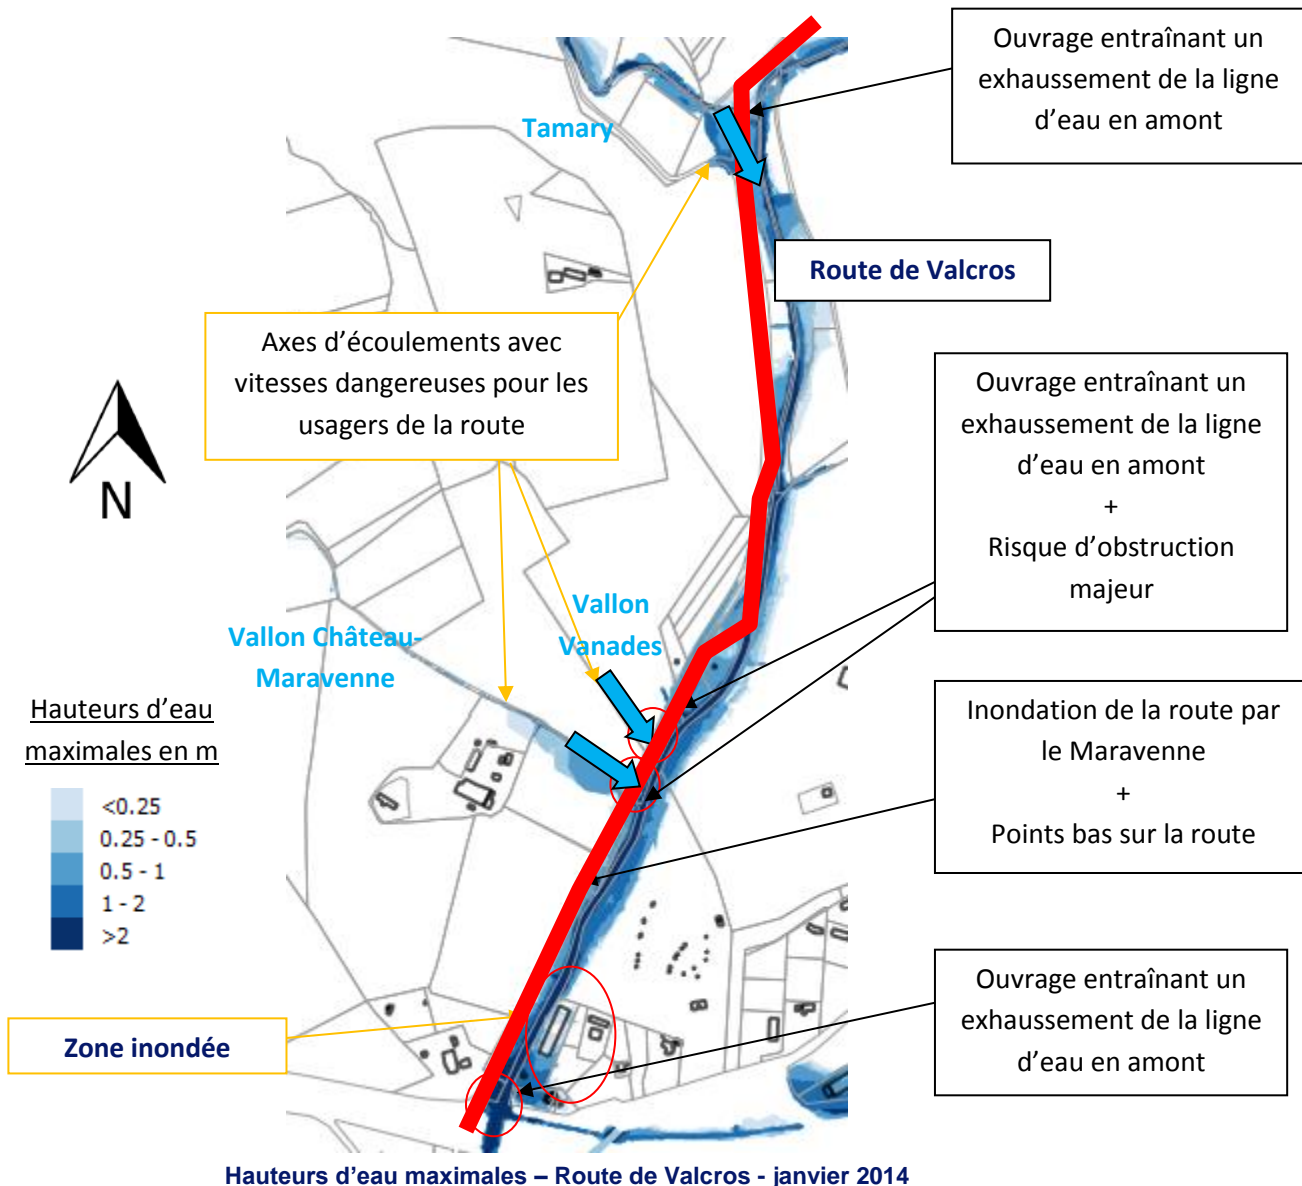 Ouvrage entraînant un
exhaussement de la ligne
d’eau en amont
Tamary
Route de Valcros
Axes d’écoulements avec
vitesses dangereuses pour les
usagers de la route
Ouvrage entraînant un
exhaussement de la ligne
d’eau en amont
+
Risque d’obstruction
majeur
N
Vallon
Vanades
Vallon Château-
Maravenne
Hauteurs d’eau
maximales en m
<0.25
0.25 - 0.5
0.5 - 1
1 - 2
>2
Inondation de la route par
le Maravenne
+
Points bas sur la route
Ouvrage entraînant un
exhaussement de la ligne
d’eau en amont
Zone inondée
Hauteurs d’eau maximales – Route de Valcros - janvier 2014